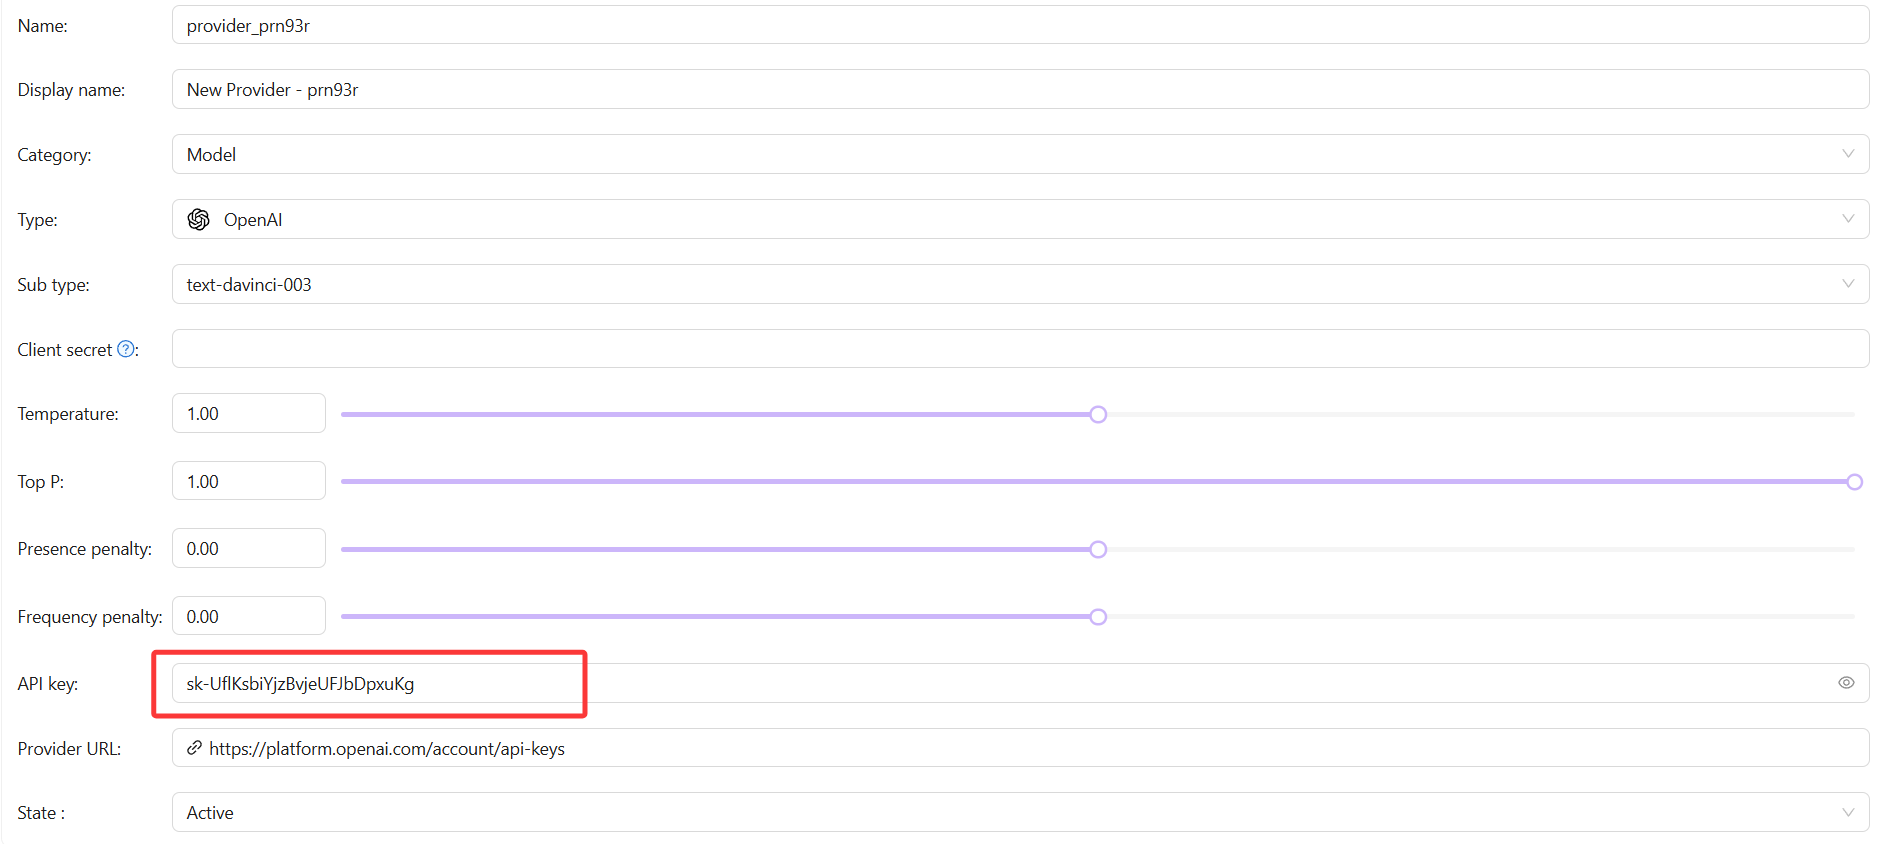 Name: provider_prn93r
Display name: New Provider - prn93r
Category: Model
Type: OpenAI
Sub type: text-davinci-003
Client secret ?:
Temperature: 1.00
Top P: 1.00
Presence penalty: 0.00
Frequency penalty: 0.00
API key: sk-UflKsbiYjzBvjeUFJbDpxuKg
Provider URL: https://platform.openai.com/account/api-keys
State : Active